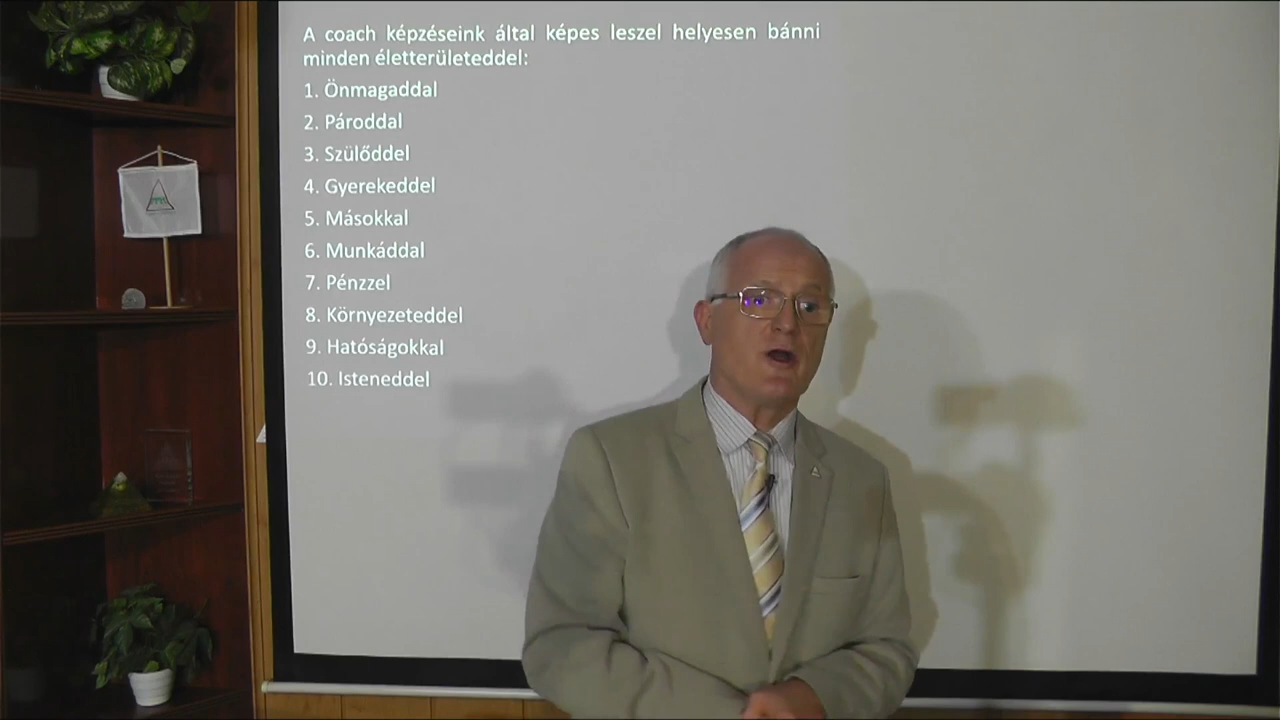 A coach képzéseink által képes leszel helyesen bánni
minden életterületeddel:
1. Önmagaddal
2. Pároddal
3. Szülőddel
4. Gyerekeddel
5. Másokkal
6. Munkáddal
7. Pénzzel
8. Környezeteddel
9. Hatóságokkal
10. Isteneddel